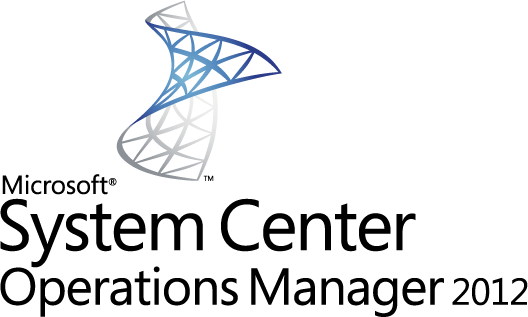 ™
Microsoft®
System Center
Operations Manager 2012